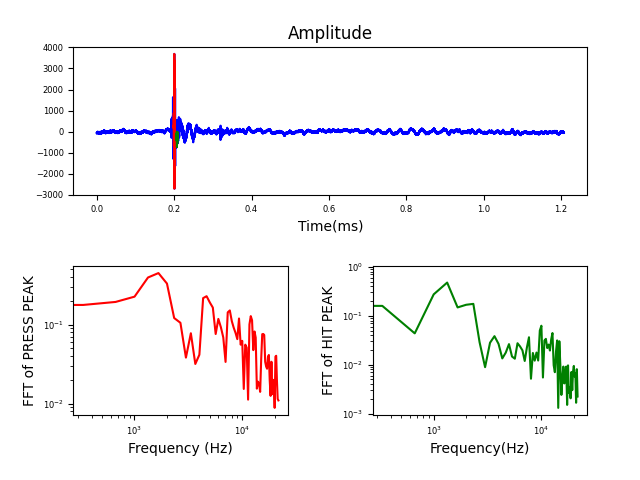 Amplitude
4000
3000
2000
1000
0
−1000
−2000
−3000
0.0 0.2 0.4 0.6 0.8 1.0 1.2
Time(ms)
FFT of PRESS PEAK
10⁻¹
10⁻²
10³ 10⁴
Frequency (Hz)
FFT of HIT PEAK
10⁰
10⁻¹
10⁻²
10⁻³
10³ 10⁴
Frequency(Hz)